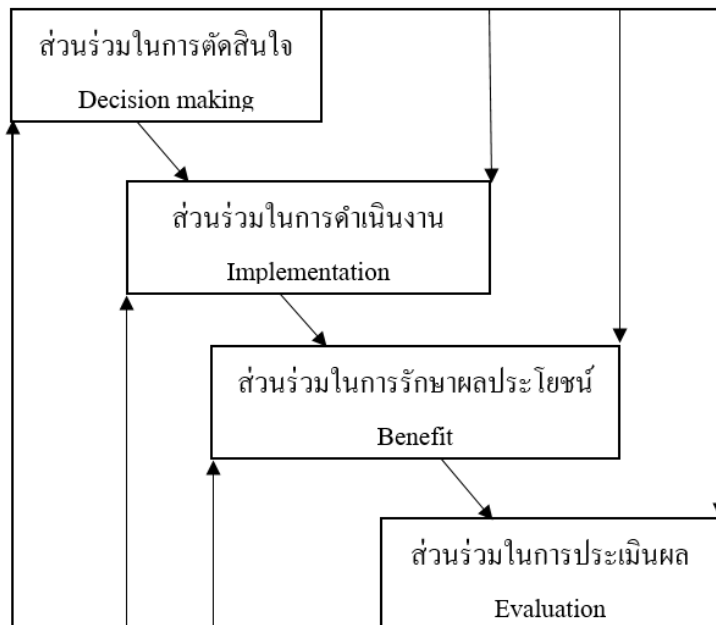 ส่วนร่วมในการตัดสินใจ
Decision making
ส่วนร่วมในการดำเนินงาน
Implementation
ส่วนร่วมในการรักษาผลประโยชน์
Benefit
ส่วนร่วมในการประเมินผล
Evaluation